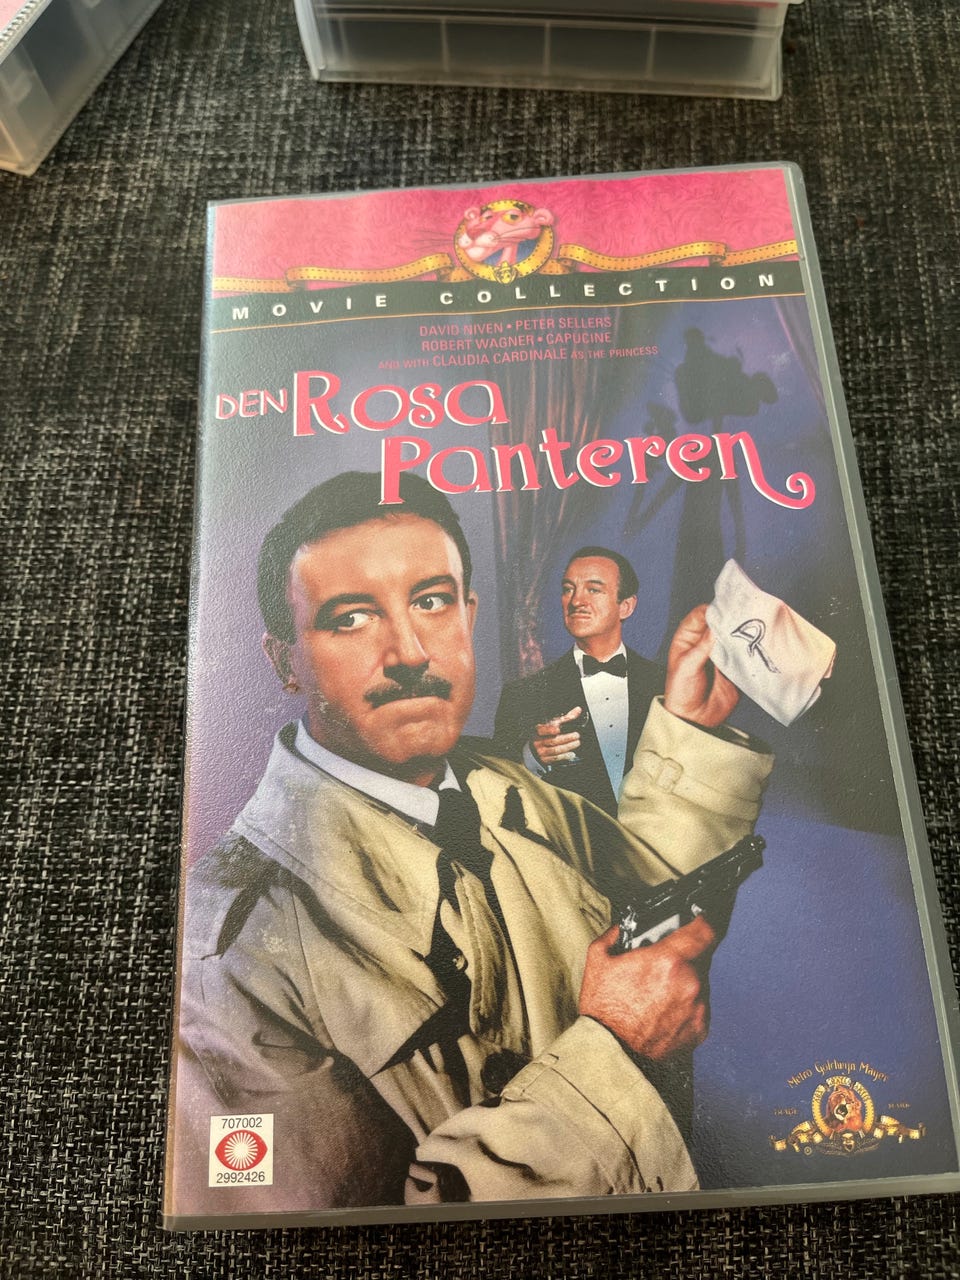 MOVIE COLLECTION
DAVID NIVEN • PETER SELLERS
ROBERT WAGNER • CAPUCINE
AND WITH CLAUDIA CARDINALE AS THE PRINCESS
DEN ROSA
PANTEREN
Metro Goldwyn Mayer
707002
2992426